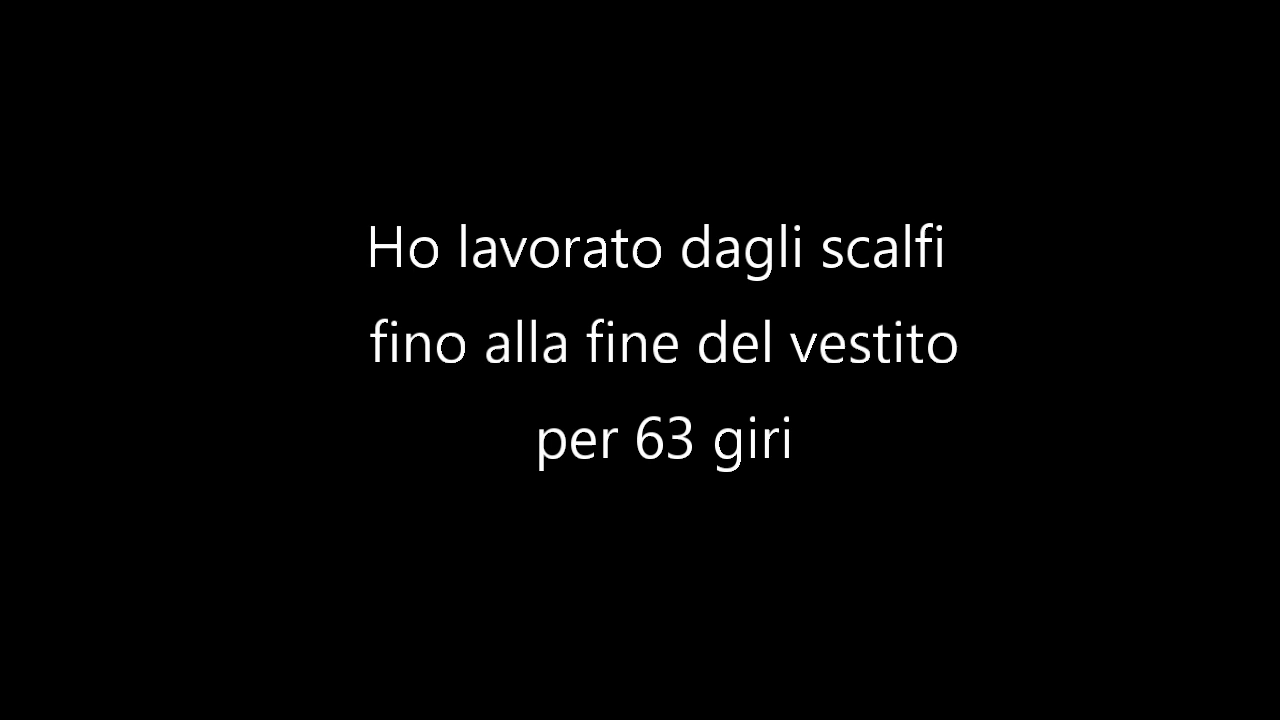 Ho lavorato dagli scalfi
fino alla fine del vestito
per 63 giri